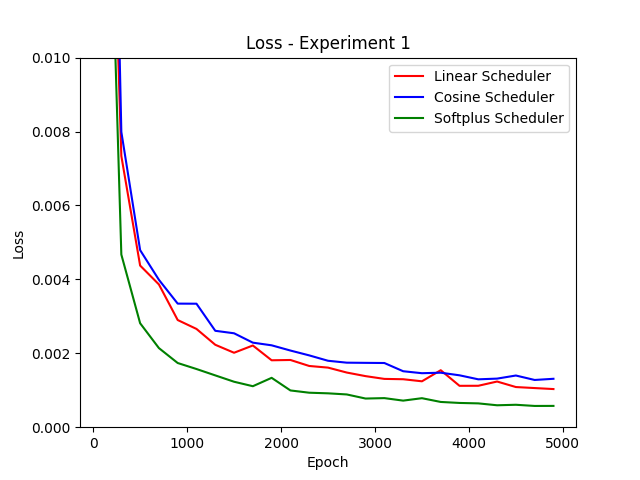 Loss - Experiment 1
Linear Scheduler
Cosine Scheduler
Softplus Scheduler
0.010
0.008
0.006
0.004
0.002
0.000
Loss
0 1000 2000 3000 4000 5000
Epoch